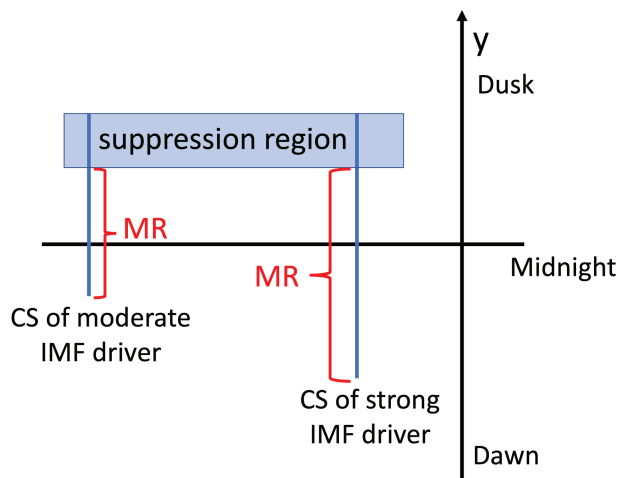 y
Dusk
suppression region
MR
MR
Midnight
CS of moderate
IMF driver
CS of strong
IMF driver
Dawn